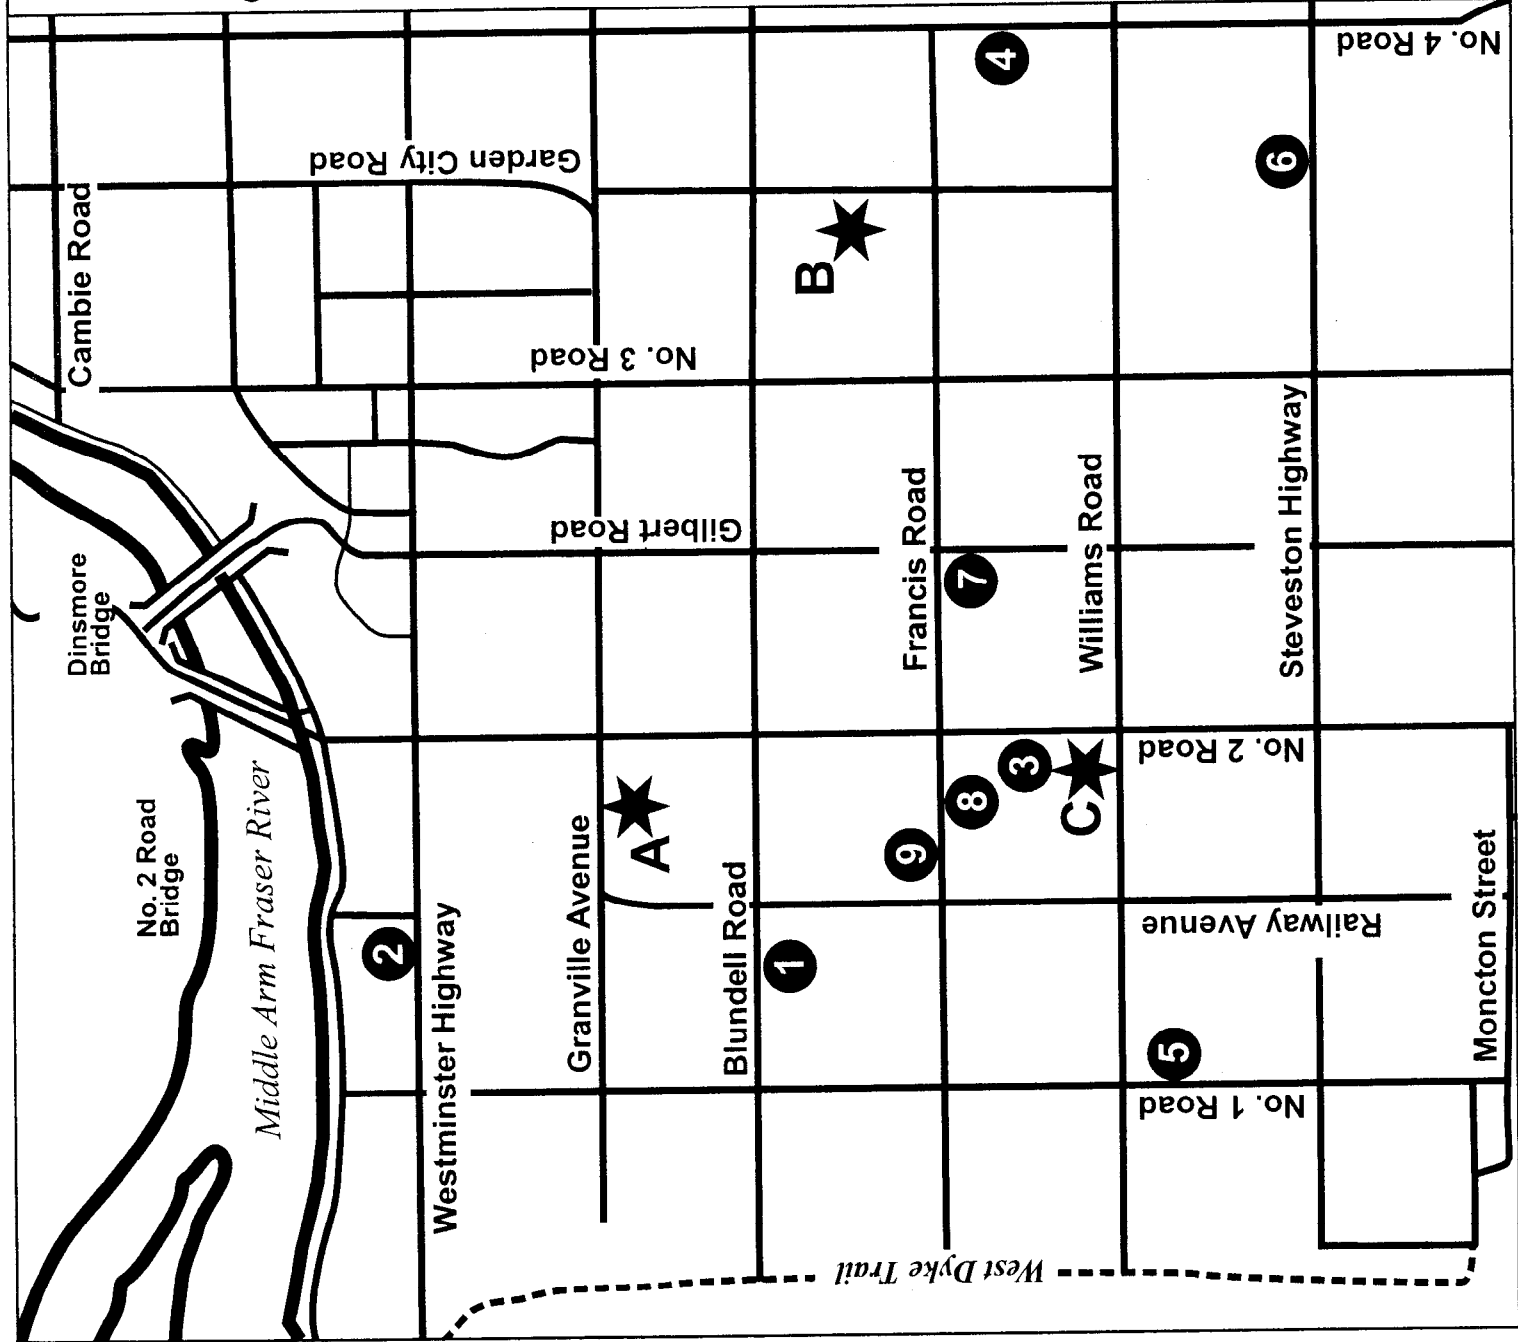 No. 4 Road
4
6
Garden City Road
Cambie Road
B
No. 3 Road
Dinsmore
Bridge
Gilbert Road
Francis Road
7
Williams Road
Steveston Highway
No. 2 Road
Bridge
Middle Arm Fraser River
A
9
8
3
C
No. 2 Road
2
Westminster Highway
Granville Avenue
Blundell Road
1
Railway Avenue
Moncton Street
5
No. 1 Road
West Dyke Trail